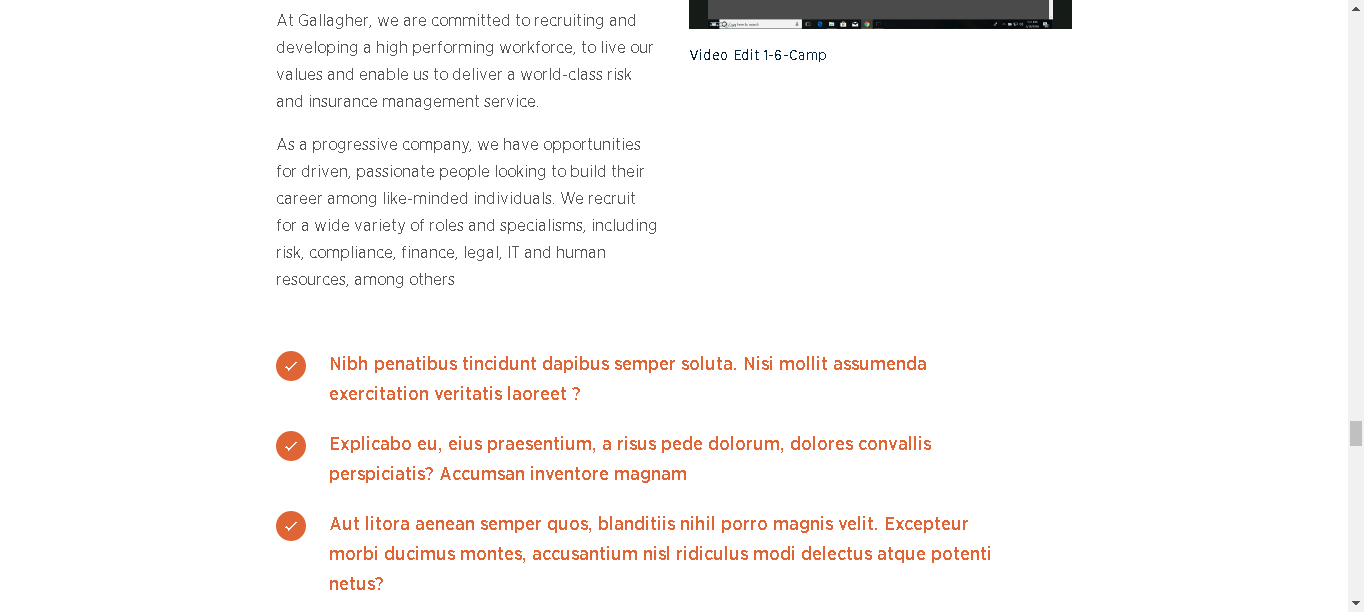 At Gallagher, we are committed to recruiting and
developing a high performing workforce, to live our
values and enable us to deliver a world-class risk
and insurance management service.
As a progressive company, we have opportunities
for driven, passionate people looking to build their
career among like-minded individuals. We recruit
for a wide variety of roles and specialisms, including
risk, compliance, finance, legal, IT and human
resources, among others
Video Edit 1-6-Camp
Nibh penatibus tincidunt dapibus semper soluta. Nisi mollit assumenda
exercitation veritatis laoreet ?
Explicabo eu, eius praesentium, a risus pede dolorum, dolores convallis
perspiciatis? Accumsan inventore magnam
Aut litora aenean semper quos, blanditiis nihil porro magnis velit. Excepteur
morbi ducimus montes, accusantium nisl ridiculus modi delectus atque potenti
netus?